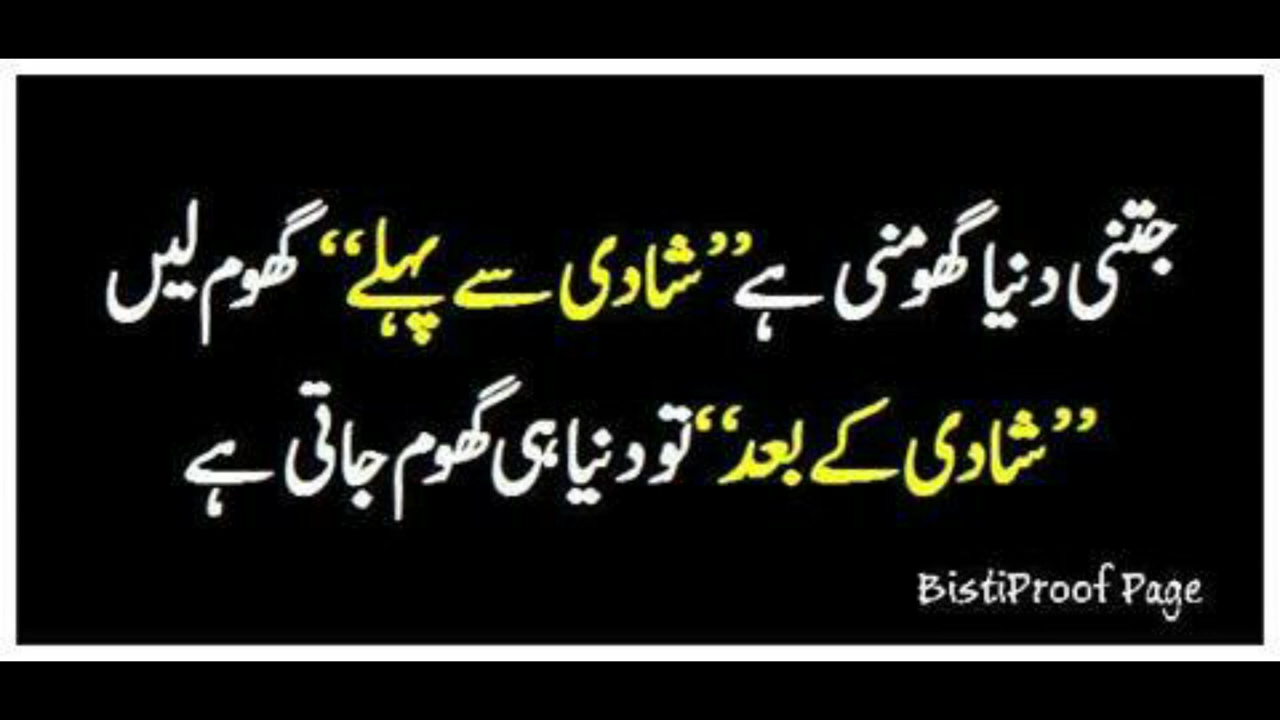 جتنی دنیا گھومنی ہے ”شادی سے پہلے“ گھوم لیں
”شادی کے بعد“ تو دنیا ہی گھوم جاتی ہے
BistiProof Page